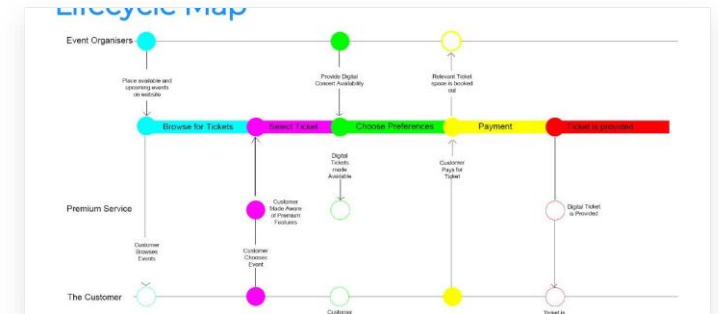 Lifecycle Map
Event Organisers
Place available and
upcoming events
on website
Provide Digital
Concert Availability
Relevant Ticket
space is booked
out
Browse for Tickets
Select Ticket
Choose Preferences
Payment
Ticket is provided
Digital
Tickets
made
Available
Customer
Pays for
Ticket
Premium Service
Customer
Made Aware
of Premium
Features
Digital Ticket
is Provided
Customer
Browses
Events
Customer
Chooses
Event
The Customer
Customer
Ticket is